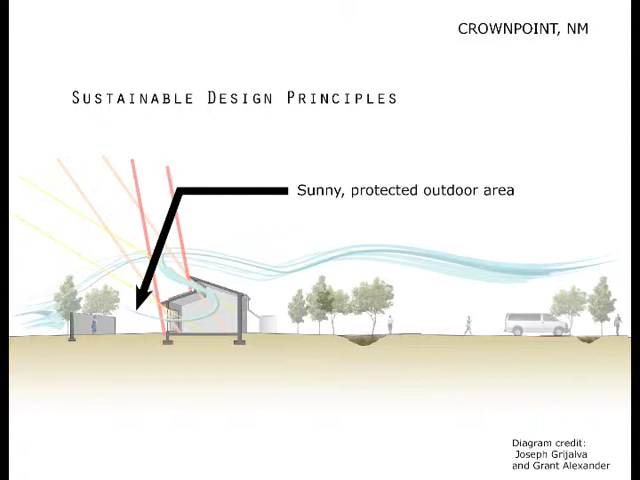 CROWNPOINT, NM
Sustainable Design Principles
Sunny, protected outdoor area
Diagram credit:
Joseph Grijalva
and Grant Alexander